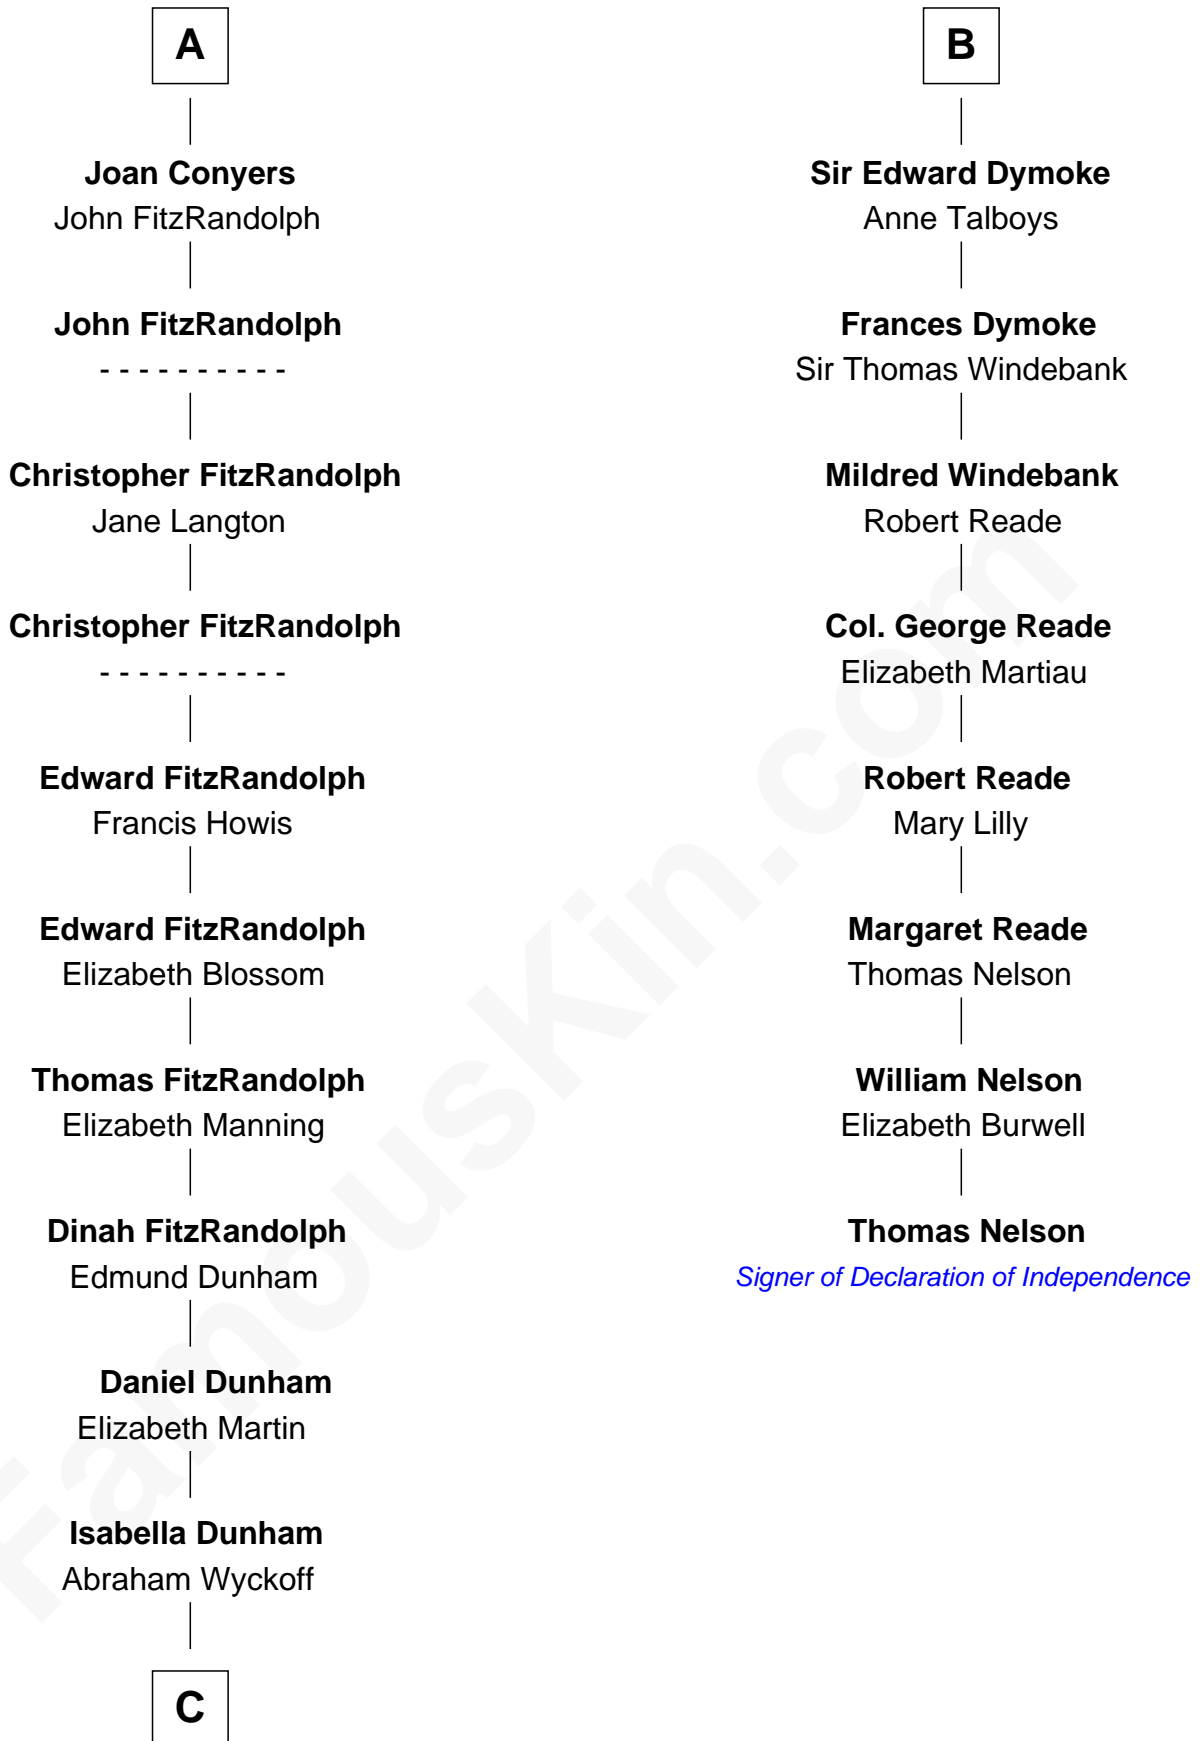 A
Joan Conyers
John FitzRandolph
John FitzRandolph
- - - - - - - - - -
Christopher FitzRandolph
Jane Langton
Christopher FitzRandolph
- - - - - - - - - -
Edward FitzRandolph
Francis Howis
Edward FitzRandolph
Elizabeth Blossom
Thomas FitzRandolph
Elizabeth Manning
Dinah FitzRandolph
Edmund Dunham
Daniel Dunham
Elizabeth Martin
Isabella Dunham
Abraham Wyckoff
C
B
Sir Edward Dymoke
Anne Talboys
Frances Dymoke
Sir Thomas Windebank
Mildred Windebank
Robert Reade
Col. George Reade
Elizabeth Martiau
Robert Reade
Mary Lilly
Margaret Reade
Thomas Nelson
William Nelson
Elizabeth Burwell
Thomas Nelson
Signer of Declaration of Independence
FamousKin.com